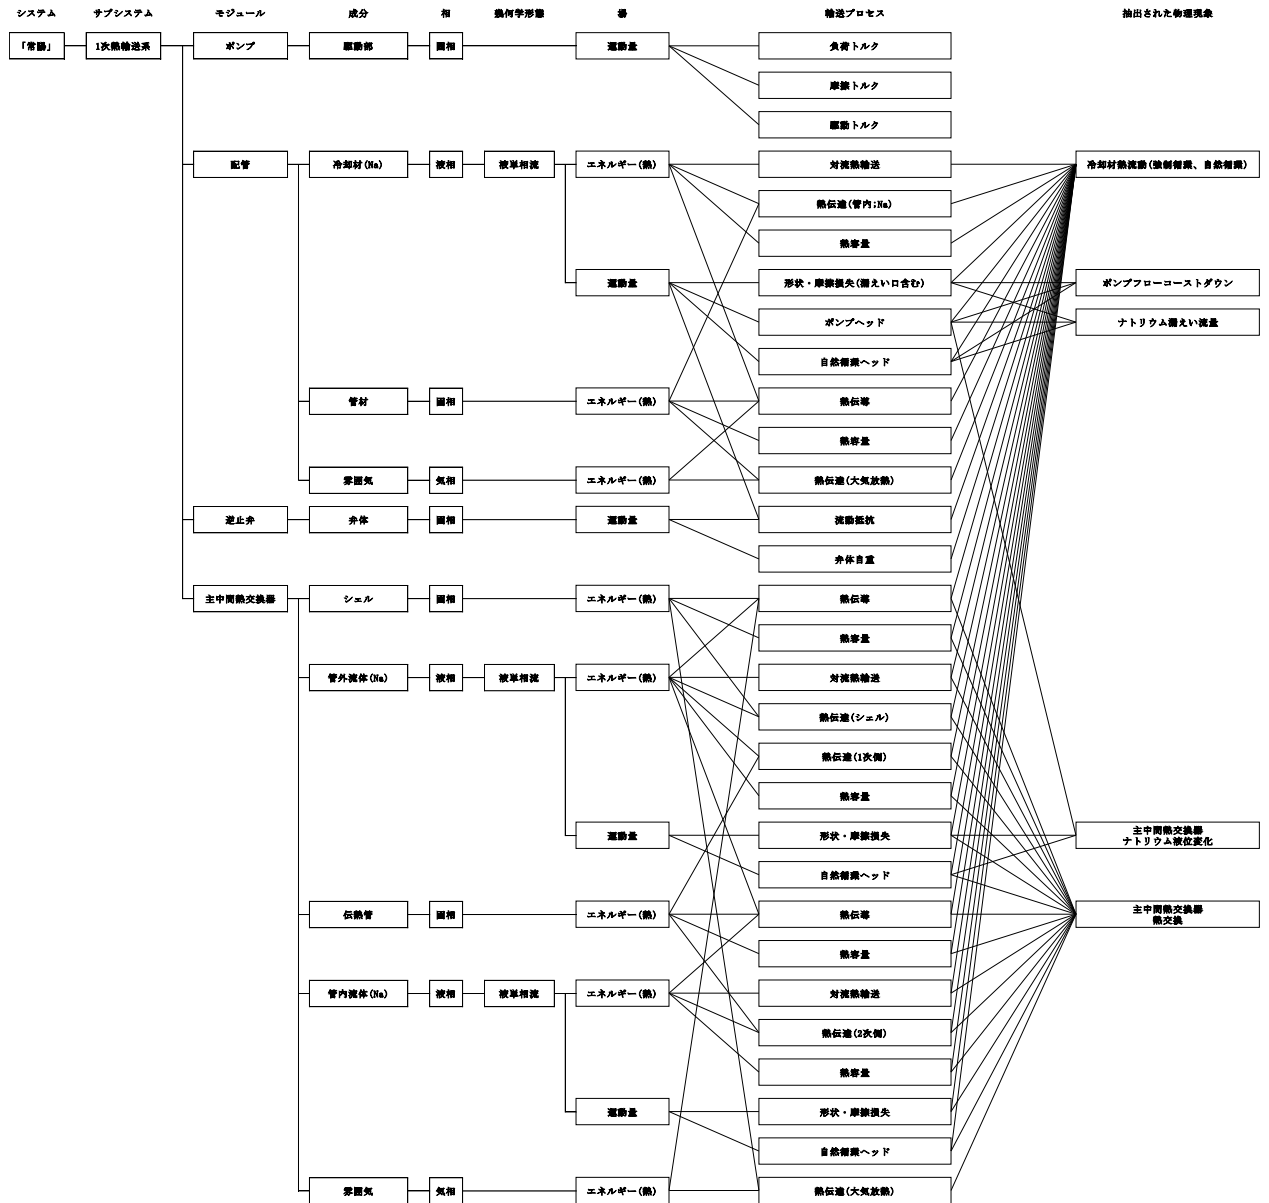 システム サブシステム モジュール 成分 相 幾何学形態 場 輸送プロセス 抽出された物理現象
「常陽」 1次熱輸送系 ポンプ 駆動部 固相 運動量 負荷トルク
摩擦トルク
駆動トルク
配管 冷却材(Na) 液相 液単相流 エネルギー(熱) 対流熱輸送 冷却材熱流動(強制循環、自然循環)
熱伝達(管内:Na)
熱容量
運動量 形状・摩擦損失(漏えい口含む) ポンプフローコーストダウン
ポンプヘッド ナトリウム漏えい流量
自然循環ヘッド
管材 固相 エネルギー(熱) 熱伝導
熱容量
雰囲気 気相 エネルギー(熱) 熱伝達(大気放熱)
逆止弁 弁体 固相 運動量 流動抵抗
弁体自重
主中間熱交換器 シェル 固相 エネルギー(熱) 熱伝導
熱容量
管外流体(Na) 液相 液単相流 エネルギー(熱) 対流熱輸送
熱伝達(シェル)
熱伝達(1次側)
熱容量
運動量 形状・摩擦損失 主中間熱交換器
ナトリウム液位変化
自然循環ヘッド
伝熱管 固相 エネルギー(熱) 熱伝導 主中間熱交換器
熱交換
熱容量
管内流体(Na) 液相 液単相流 エネルギー(熱) 対流熱輸送
熱伝達(2次側)
熱容量
運動量 形状・摩擦損失
自然循環ヘッド
雰囲気 気相 エネルギー(熱) 熱伝達(大気放熱)